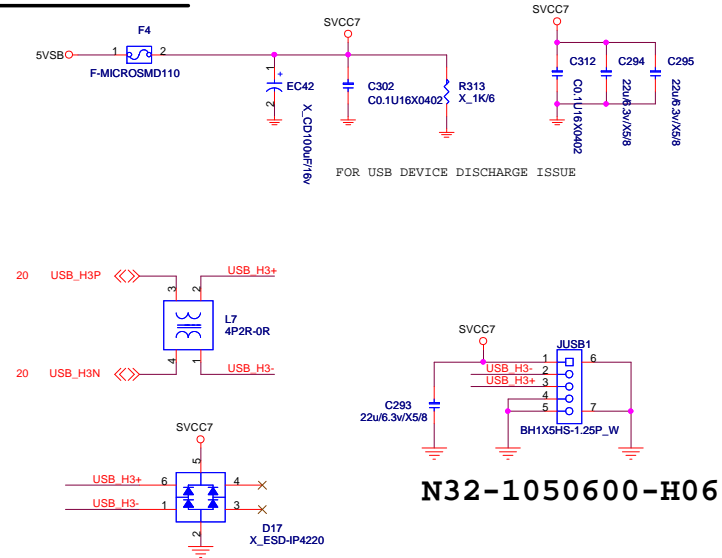 F4
5VSB
1
2
F-MICROSMD110
SVCC7
1
+
EC42
2
X_CD100uF/16v
C302
C0.1U16X0402
R313
X_1K/6
SVCC7
C312
C0.1U16X0402
C294
22u/6.3v/X5/8
C295
22u/6.3v/X5/8
FOR USB DEVICE DISCHARGE ISSUE
20 USB_H3P
3
2
USB_H3+
L7
4P2R-0R
20 USB_H3N
4
1
USB_H3-
SVCC7
JUSB1
1
6
USB_H3-
2
USB_H3+
3
4
5
7
C293
22u/6.3v/X5/8
BH1X5HS-1.25P_W
SVCC7
5
USB_H3+
6
4
USB_H3-
1
3
2
D17
X_ESD-IP4220
N32-1050600-H06